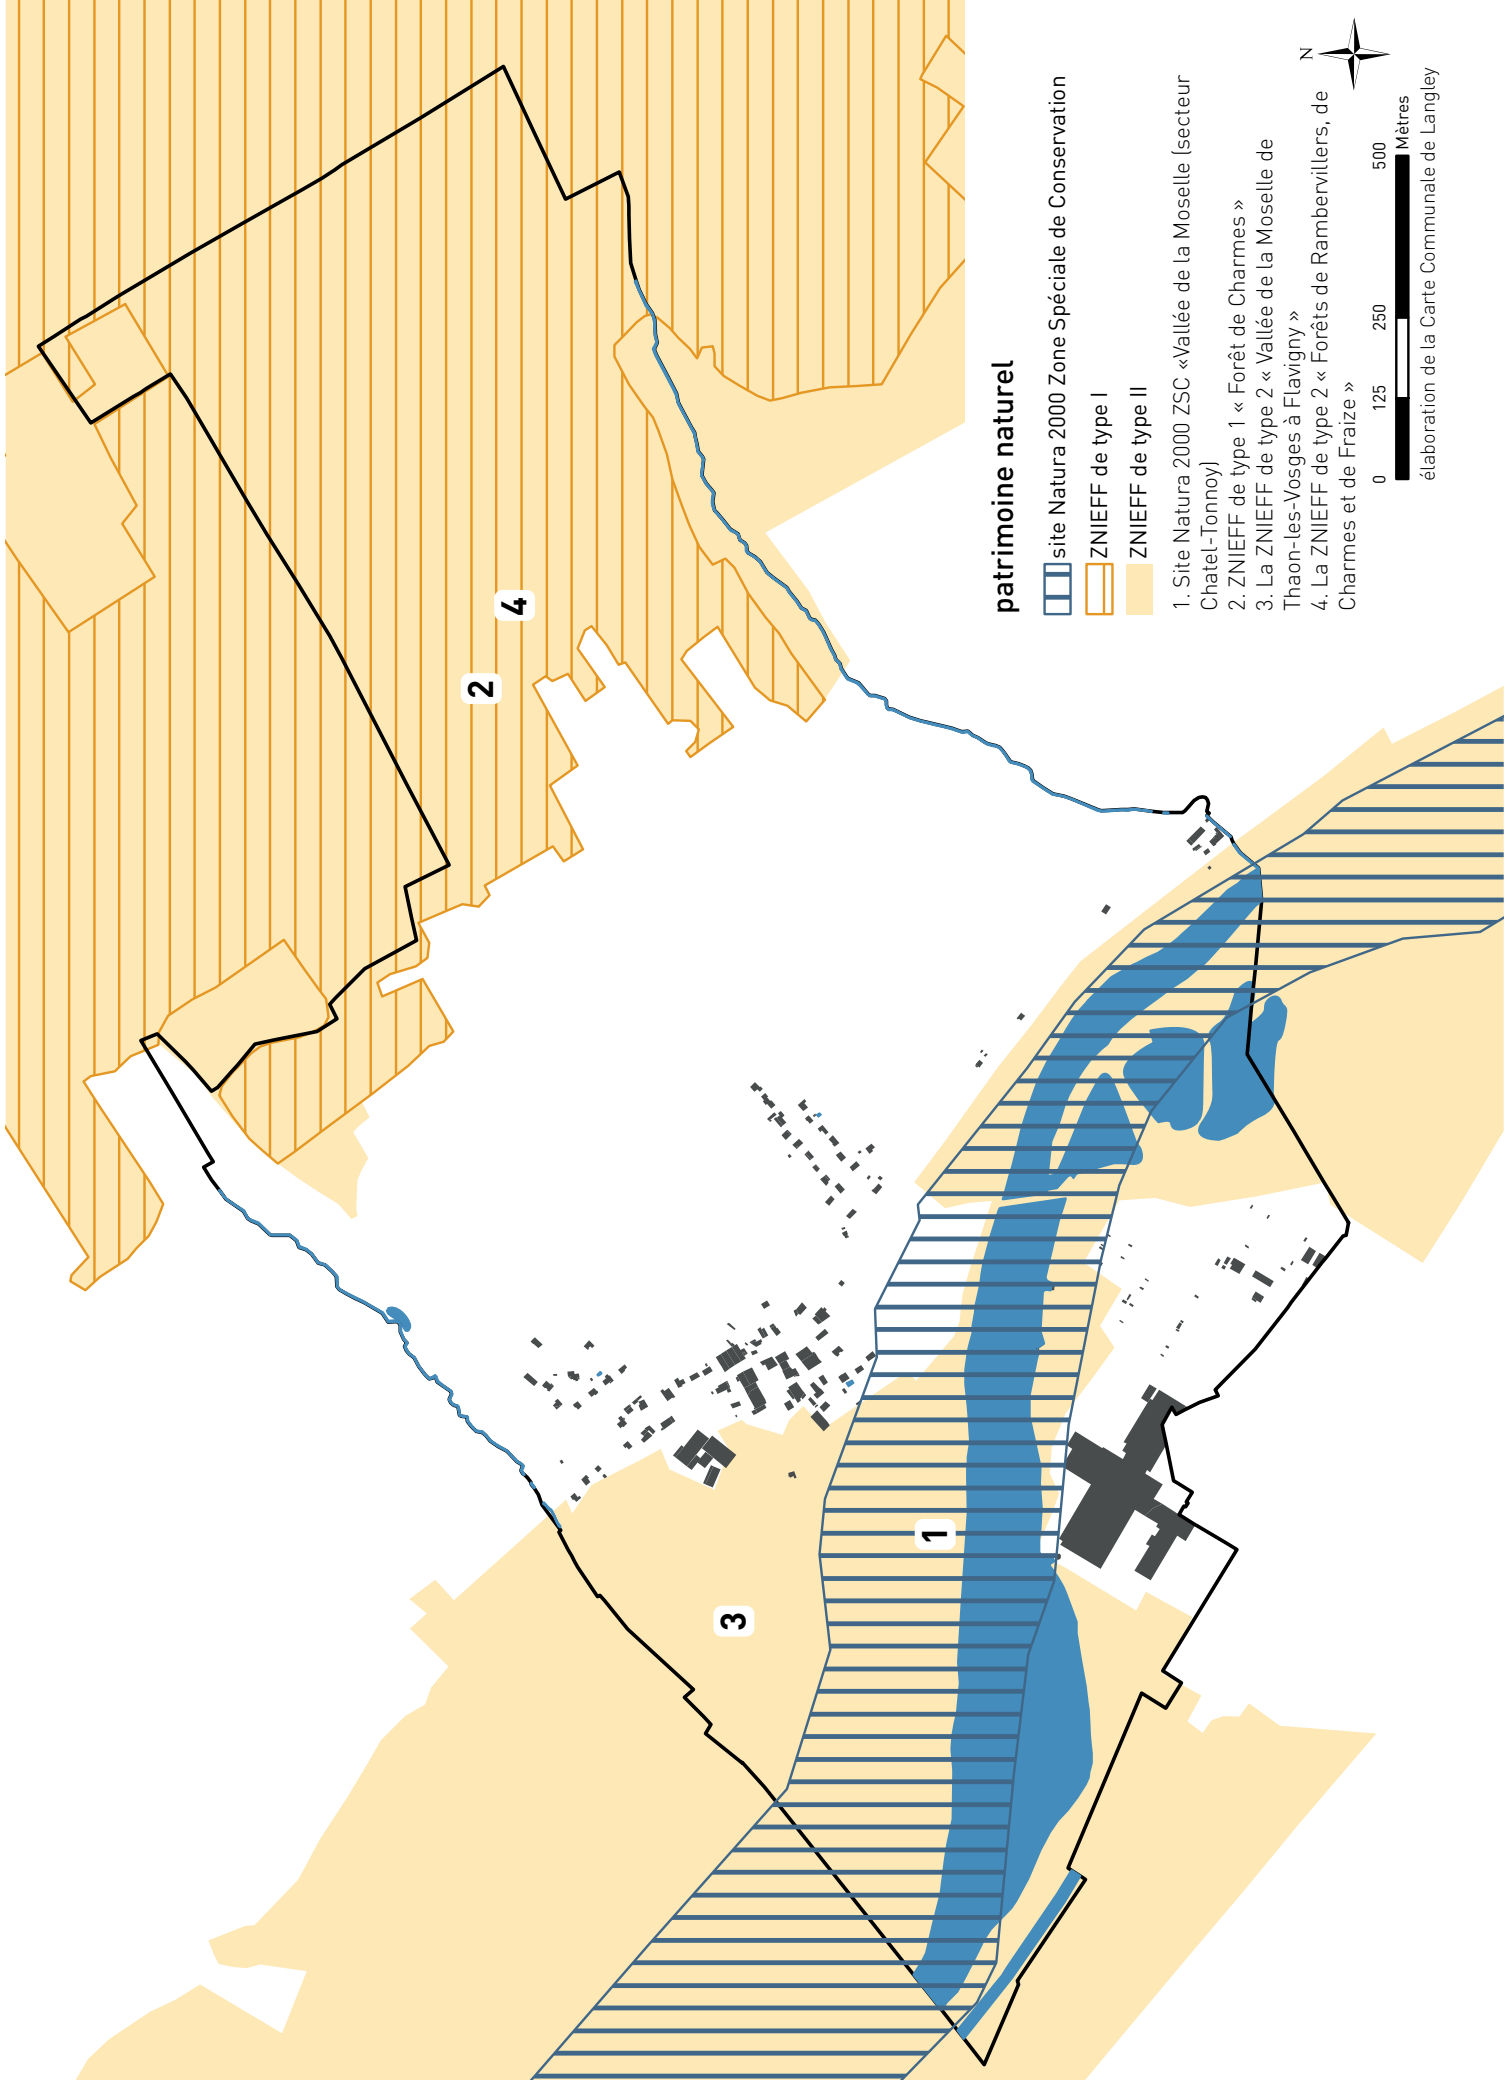 4
2
3
1
patrimoine naturel
site Natura 2000 Zone Spéciale de Conservation
ZNIEFF de type I
ZNIEFF de type II
1. Site Natura 2000 ZSC «Vallée de la Moselle (secteur
Chatel-Tonnoy)
2. ZNIEFF de type 1 « Forêt de Charmes »
3. La ZNIEFF de type 2 « Vallée de la Moselle de
Thaon-les-Vosges à Flavigny »
4. La ZNIEFF de type 2 « Forêts de Rambervillers, de
Charmes et de Fraize »
N
0 125 250 500
Mètres
élaboration de la Carte Communale de Langley